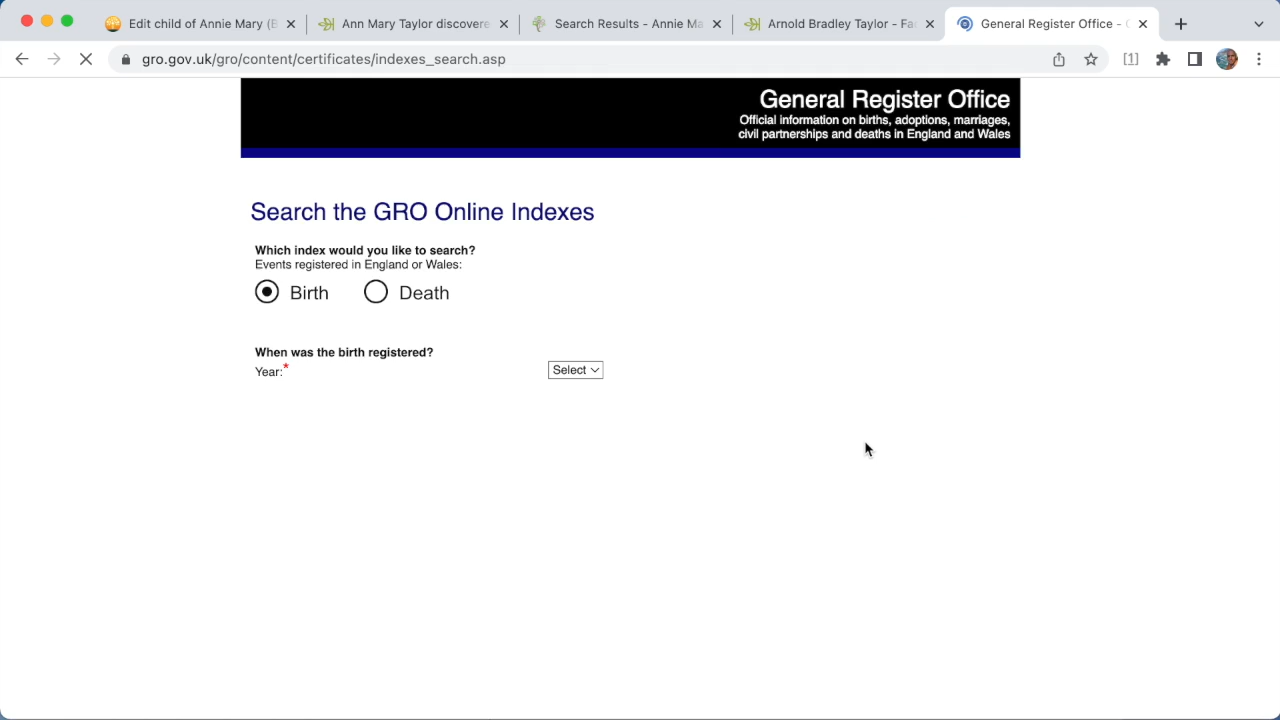 Edit child of Annie Mary (B
Ann Mary Taylor discovere
Search Results - Annie Ma
Arnold Bradley Taylor - Fac
General Register Office -
gro.gov.uk/gro/content/certificates/indexes_search.asp
[1]
General Register Office
Official information on births, adoptions, marriages,
civil partnerships and deaths in England and Wales
Search the GRO Online Indexes
Which index would you like to search?
Events registered in England or Wales:
Birth
Death
When was the birth registered?
Year:*
Select